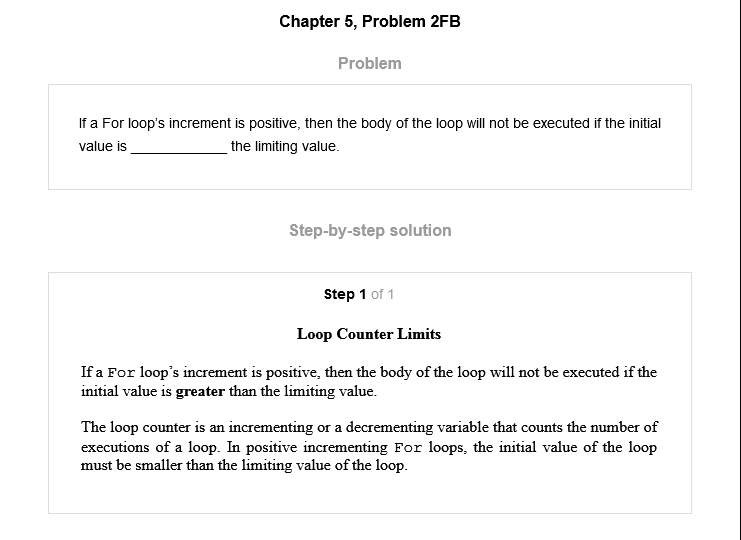 Chapter 5, Problem 2FB
Problem
If a For loop's increment is positive, then the body of the loop will not be executed if the initial
value is ____________ the limiting value.
Step-by-step solution
Step 1 of 1
Loop Counter Limits
If a For loop's increment is positive, then the body of the loop will not be executed if the
initial value is greater than the limiting value.
The loop counter is an incrementing or a decrementing variable that counts the number of
executions of a loop. In positive incrementing For loops, the initial value of the loop
must be smaller than the limiting value of the loop.